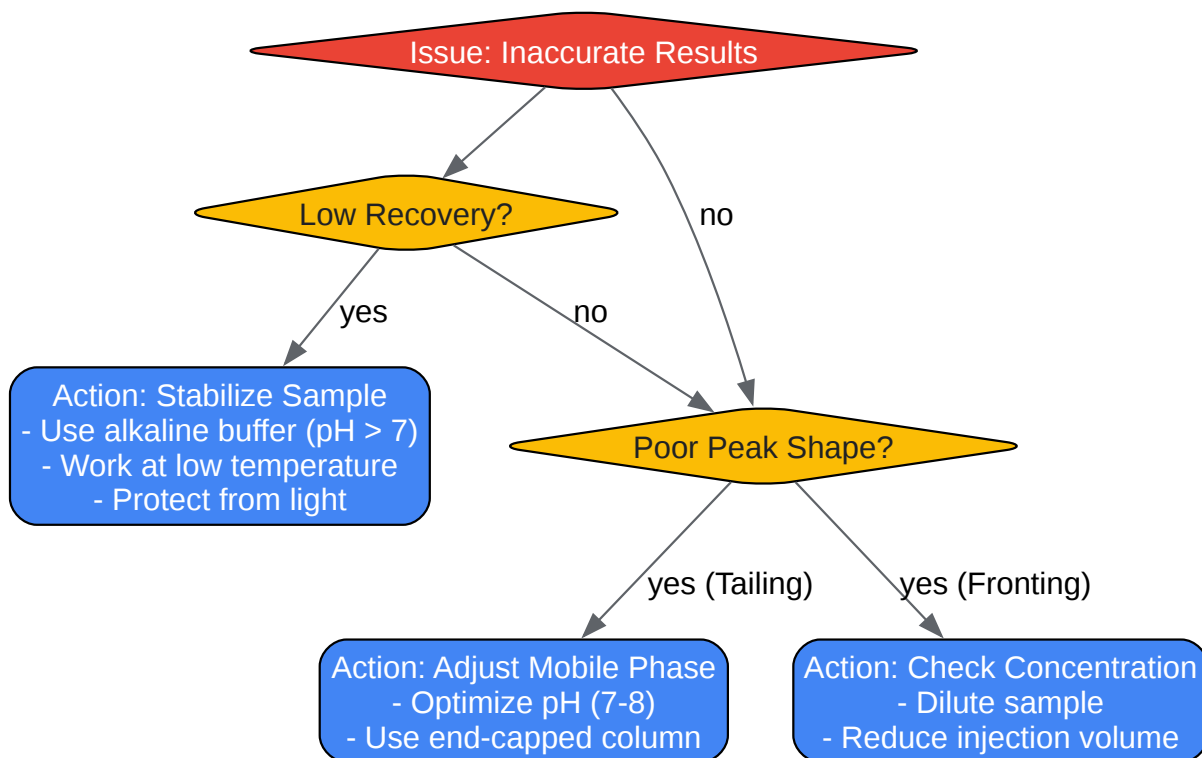 Issue: Inaccurate Results
Low Recovery?
no
yes
no
Action: Stabilize Sample
- Use alkaline buffer (pH > 7)
- Work at low temperature
- Protect from light
Poor Peak Shape?
yes (Tailing)
yes (Fronting)
Action: Adjust Mobile Phase
- Optimize pH (7-8)
- Use end-capped column
Action: Check Concentration
- Dilute sample
- Reduce injection volume